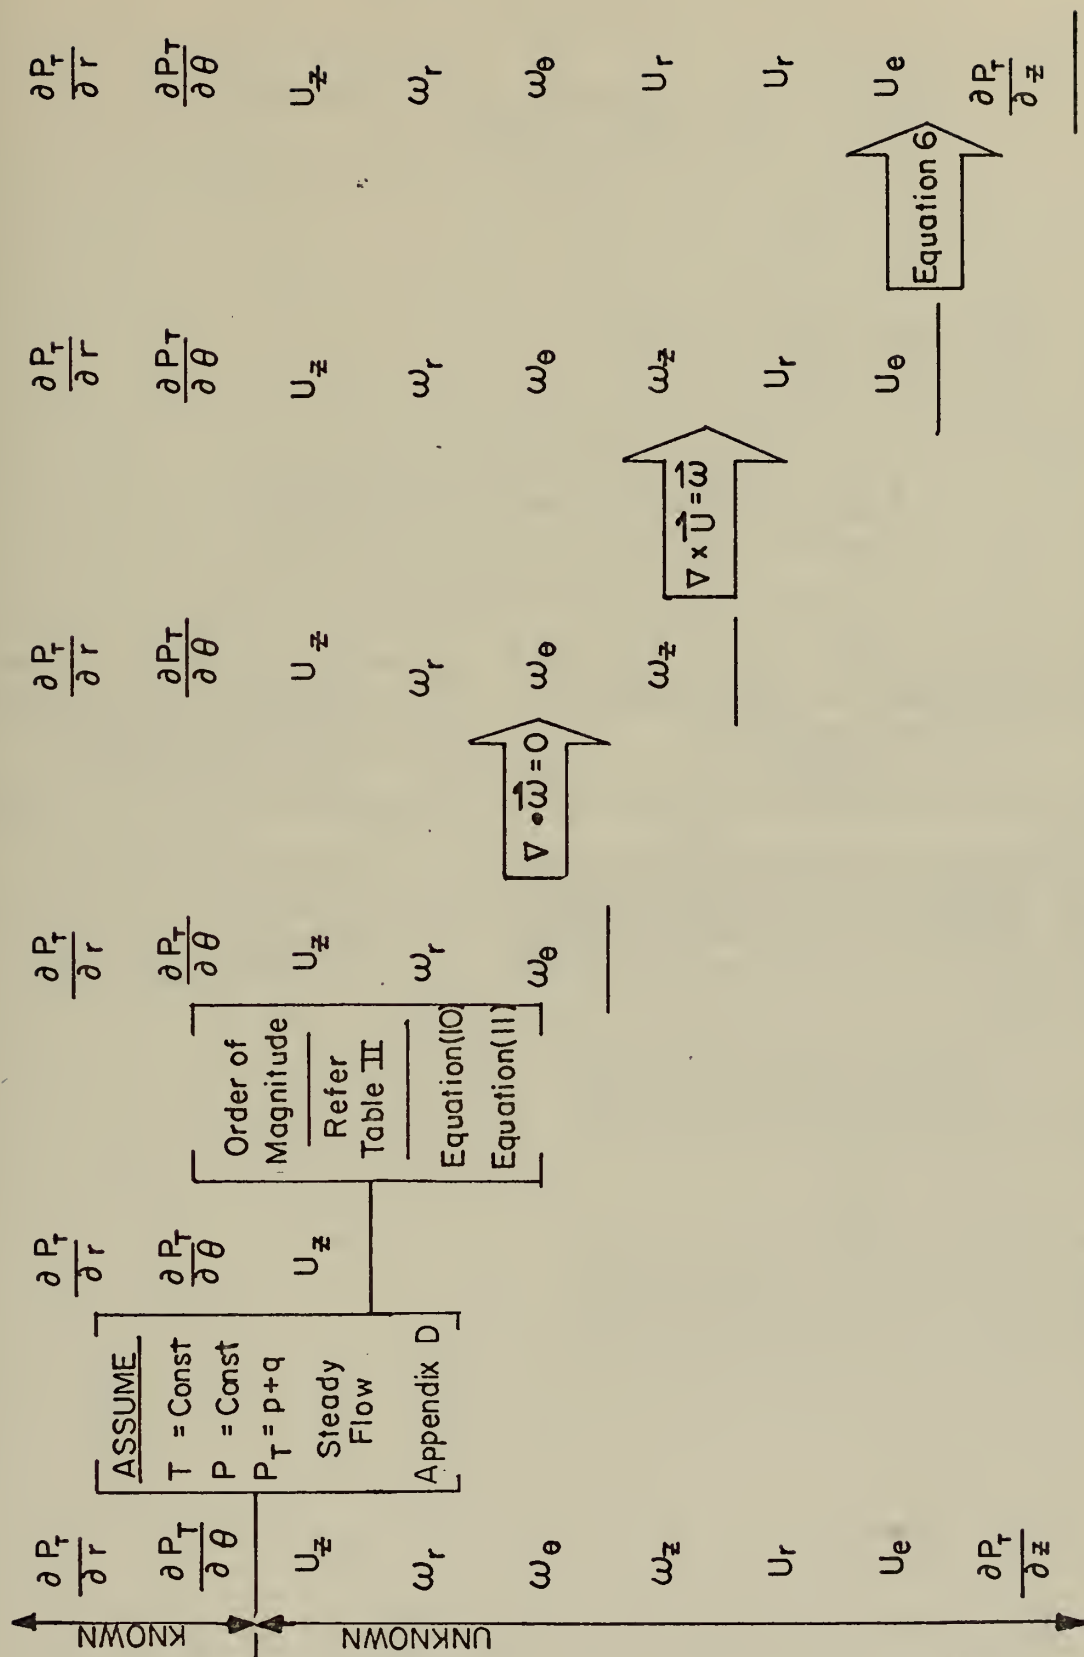 KNOWN
UNKNOWN
∂P_T/∂r
∂P_T/∂θ
U_z
ω_r
ω_θ
ω_z
U_r
U_e
∂P_T/∂z
ASSUME
T = Const
P = Const
P_T = p+q
Steady
Flow
Appendix D
∂P_T/∂r
∂P_T/∂θ
U_z
Order of
Magnitude
Refer
Table II
Equation(10)
Equation(11)
∂P_T/∂r
∂P_T/∂θ
U_z
ω_r
ω_θ
∇ • ω⃗ = 0
∂P_T/∂r
∂P_T/∂θ
U_z
ω_r
ω_θ
ω_z
∇ x U⃗ = ω⃗
∂P_T/∂r
∂P_T/∂θ
U_z
ω_r
ω_θ
ω_z
U_r
U_θ
Equation 6
∂P_T/∂r
∂P_T/∂θ
U_z
ω_r
ω_θ
U_r
U_r
U_e
∂P_T/∂z